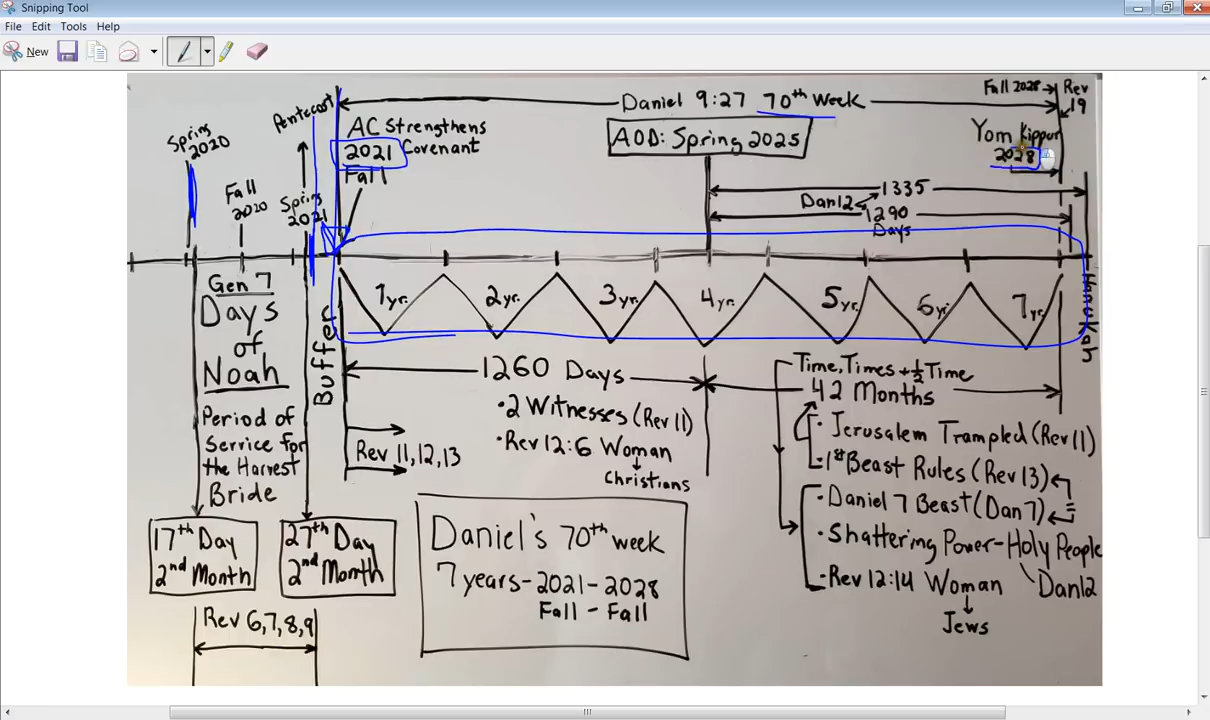 Snipping Tool
File Edit Tools Help
New
Spring
2020
Fall
2020
Pentecost
Spring
2021
AC Strengthens
2021 Covenant
Fall
Daniel 9:27 70th Week
AOD: Spring 2025
Fall 2028
Rev
19
Yom Kippur
2028
1335
Dan12
1290
Days
Gen 7
Days
of
Noah
Period of
Service for
the Harvest
Bride
Buffer
1yr.
2yr.
3yr.
4yr.
5yr.
6yr.
7yr.
Hanukah
1260 Days
• 2 Witnesses (Rev 11)
• Rev 12:6 Woman
Christians
Rev 11, 12, 13
Time, Times + 1/2 Time
42 Months
• Jerusalem Trampled (Rev 11)
• 1st Beast Rules (Rev 13)
• Daniel 7 Beast (Dan 7)
=
• Shattering Power - Holy People
Dan12
• Rev 12:14 Woman
Jews
17th Day
2nd Month
27th Day
2nd Month
Rev 6,7,8,9
Daniel's 70th week
7 years - 2021 - 2028
Fall - Fall